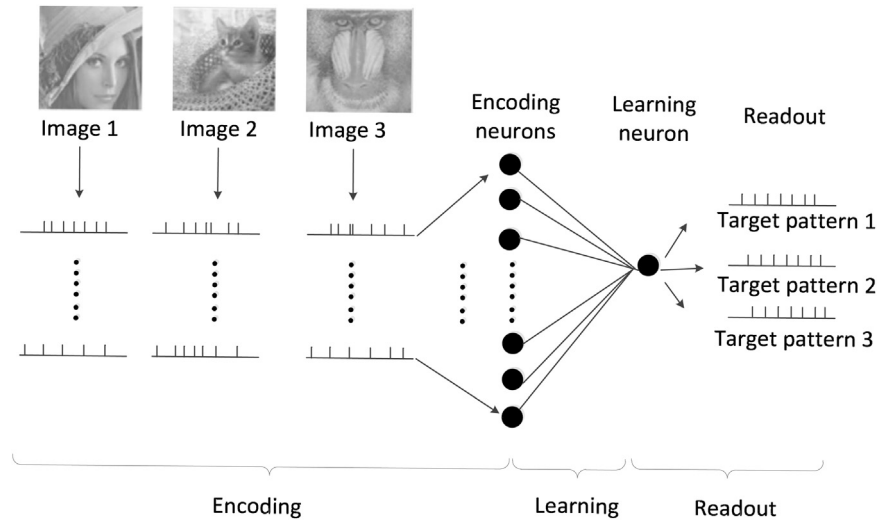 Image 1
Image 2
Image 3
Encoding
neurons
Learning
neuron
Readout
Target pattern 1
Target pattern 2
Target pattern 3
Encoding
Learning
Readout